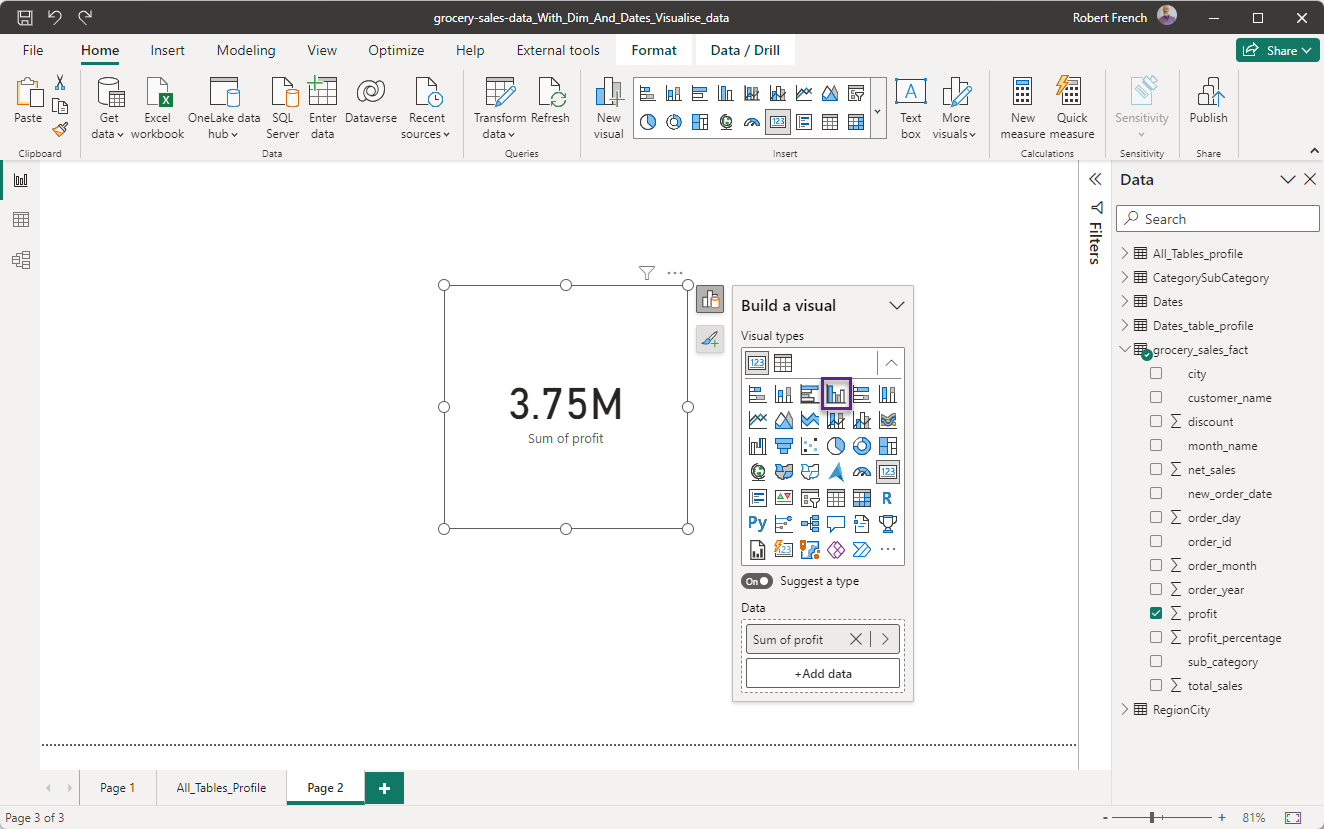 grocery-sales-data_With_Dim_And_Dates_Visualise_data
Robert French
File Home Insert Modeling View Optimize Help External tools Format Data / Drill Share
Paste
Get data
Excel workbook
OneLake data hub
SQL Server
Enter data
Dataverse
Recent sources
Transform data
Refresh
New visual
123
A
Text box
More visuals
New measure
Quick measure
Sensitivity
Publish
Clipboard Data Queries Insert Calculations Sensitivity Share
Filters
3.75M
Sum of profit
Build a visual
Visual types
123
123
R
Py
123
On Suggest a type
Data
Sum of profit
+Add data
Data
Search
All_Tables_profile
CategorySubCategory
Dates
Dates_table_profile
grocery_sales_fact
city
customer_name
∑ discount
month_name
∑ net_sales
new_order_date
∑ order_day
order_id
∑ order_month
∑ order_year
∑ profit
∑ profit_percentage
sub_category
∑ total_sales
RegionCity
Page 1 All_Tables_Profile Page 2 +
Page 3 of 3
- + 81%